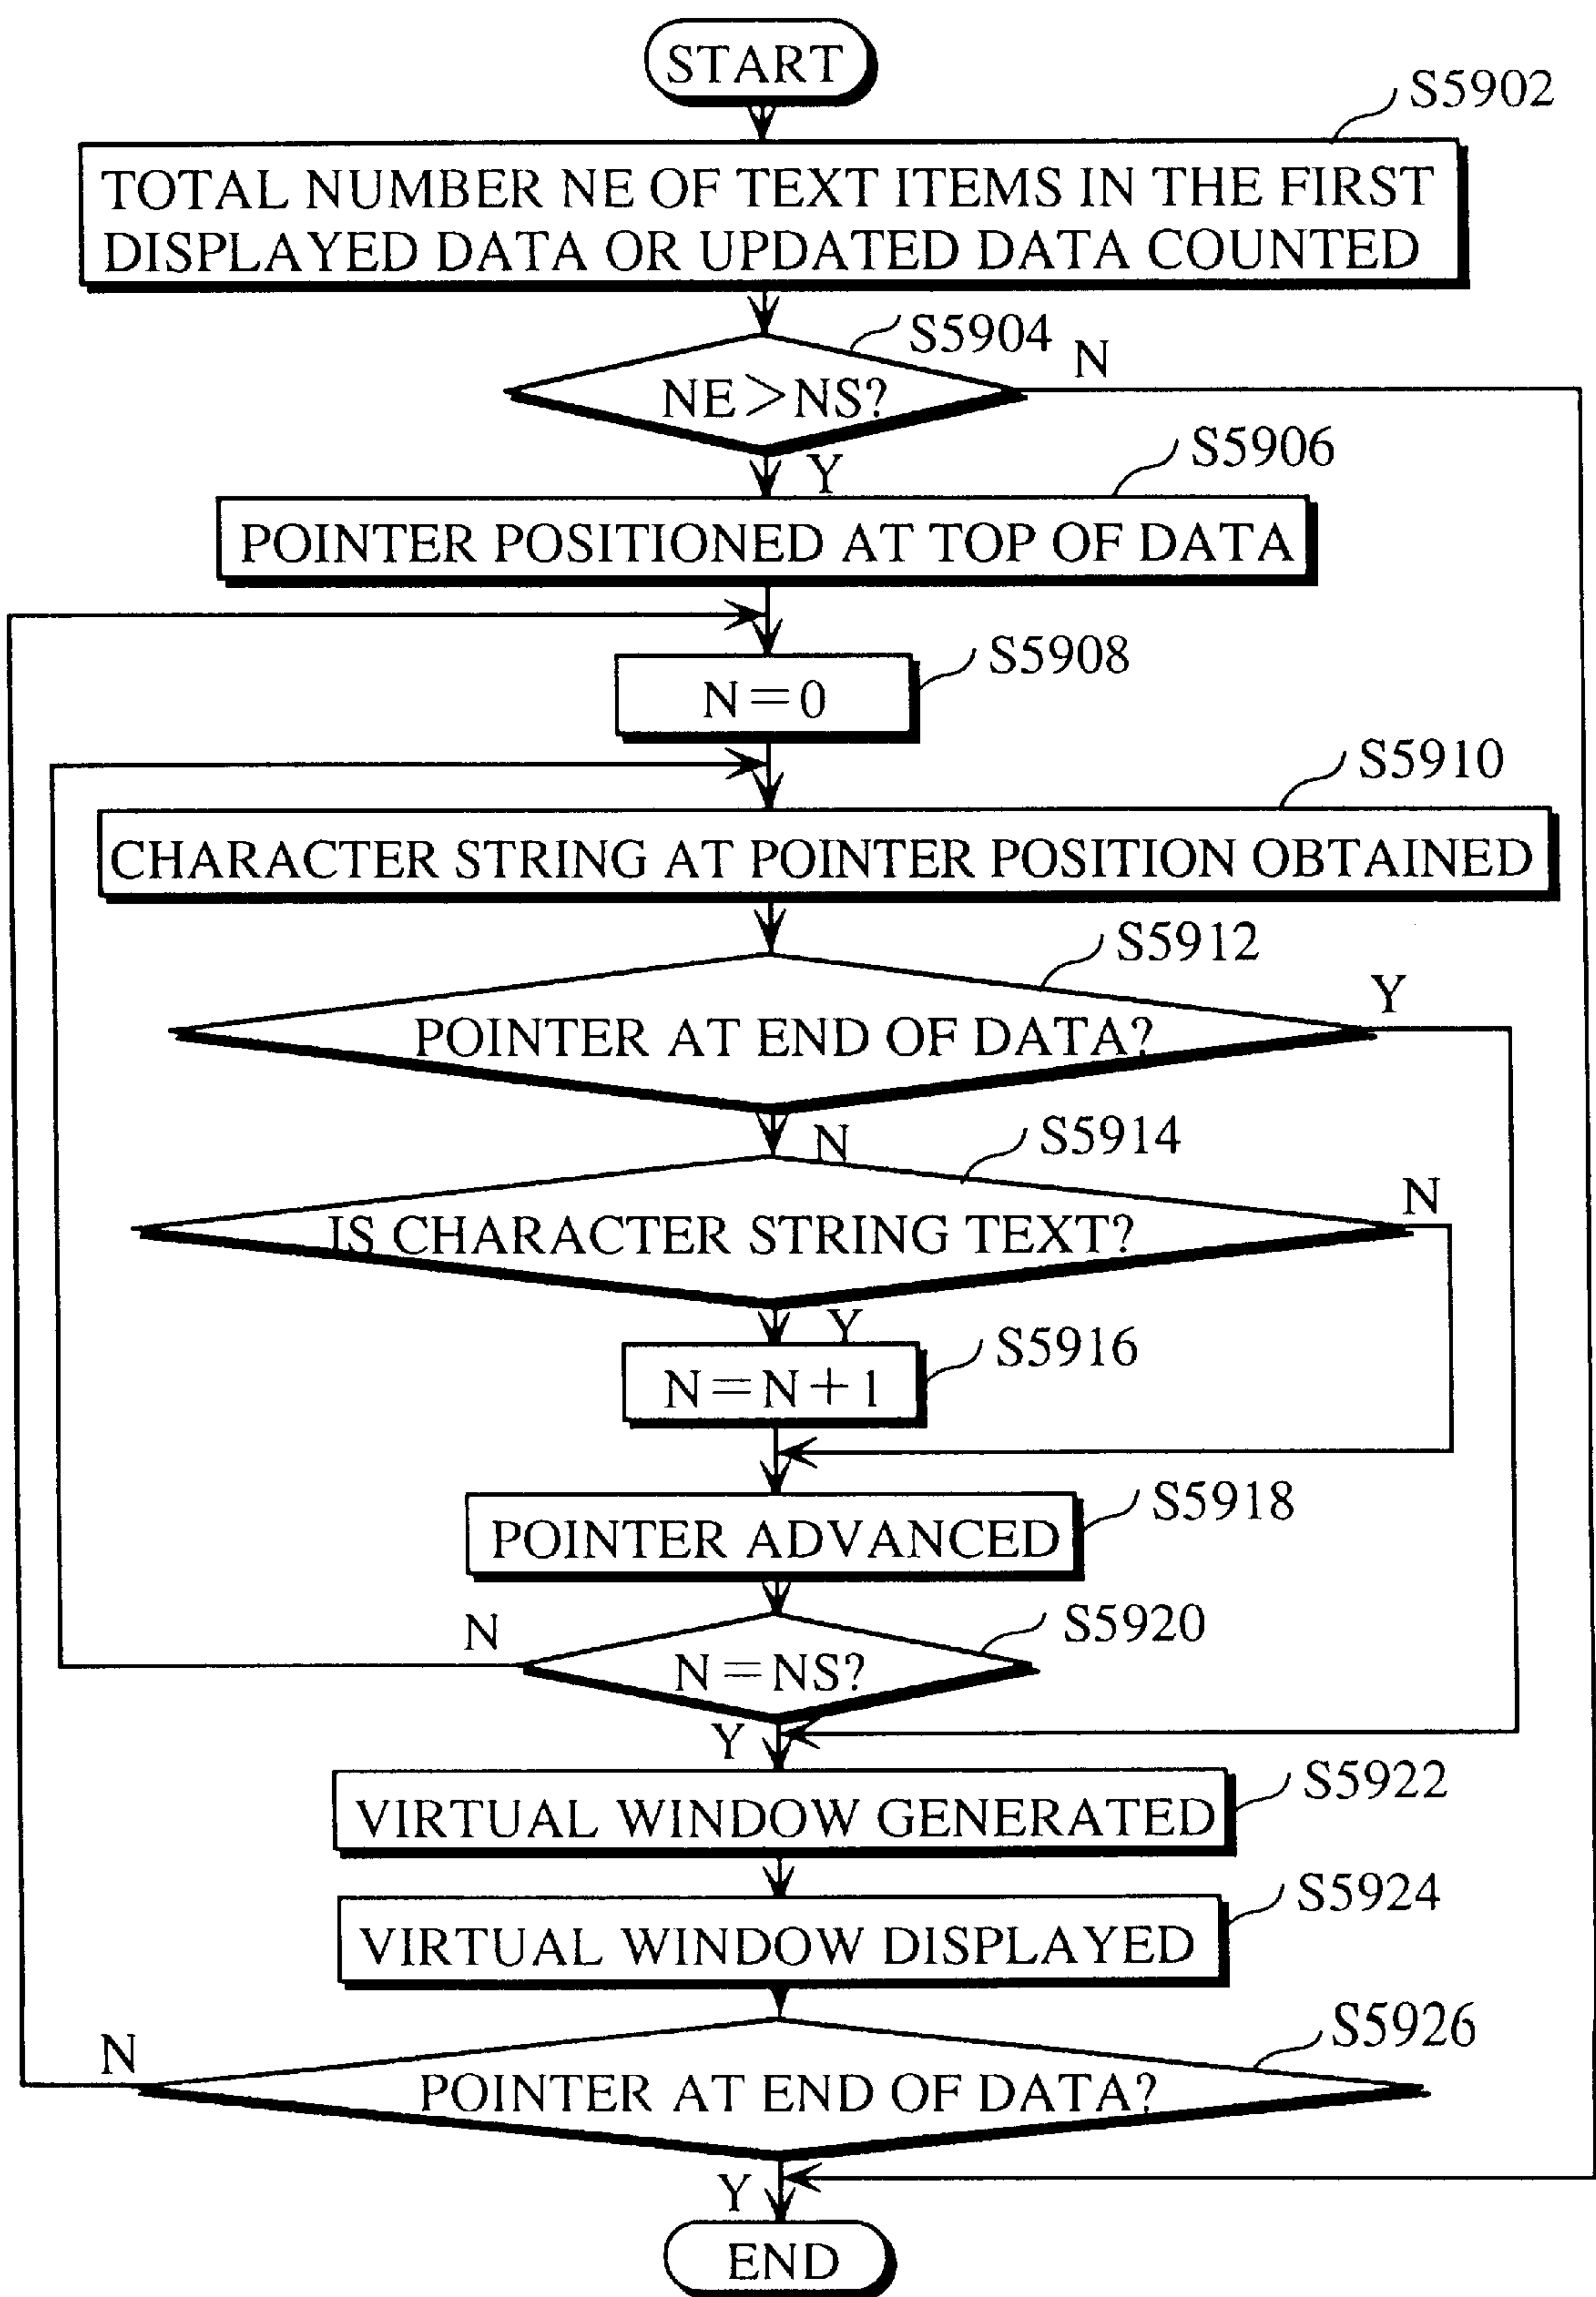 START
S5902
TOTAL NUMBER NE OF TEXT ITEMS IN THE FIRST
DISPLAYED DATA OR UPDATED DATA COUNTED
S5904
N
NE>NS?
Y
S5906
POINTER POSITIONED AT TOP OF DATA
S5908
N=0
S5910
CHARACTER STRING AT POINTER POSITION OBTAINED
S5912
Y
POINTER AT END OF DATA?
N
S5914
N
IS CHARACTER STRING TEXT?
Y
S5916
N=N+1
S5918
POINTER ADVANCED
S5920
N
N=NS?
Y
S5922
VIRTUAL WINDOW GENERATED
S5924
VIRTUAL WINDOW DISPLAYED
S5926
N
POINTER AT END OF DATA?
Y
END